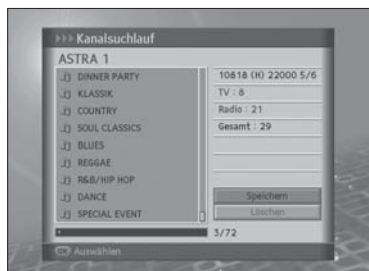 Kanalsuchlauf
ASTRA 1
DINNER PARTY
KLASSIK
COUNTRY
SOUL CLASSICS
BLUES
REGGAE
R&B/HIP HOP
DANCE
SPECIAL EVENT
10818 (H) 22000 5/6
TV : 8
Radio : 21
Gesamt : 29
Speichern
Löschen
3/72
OK Auswählen